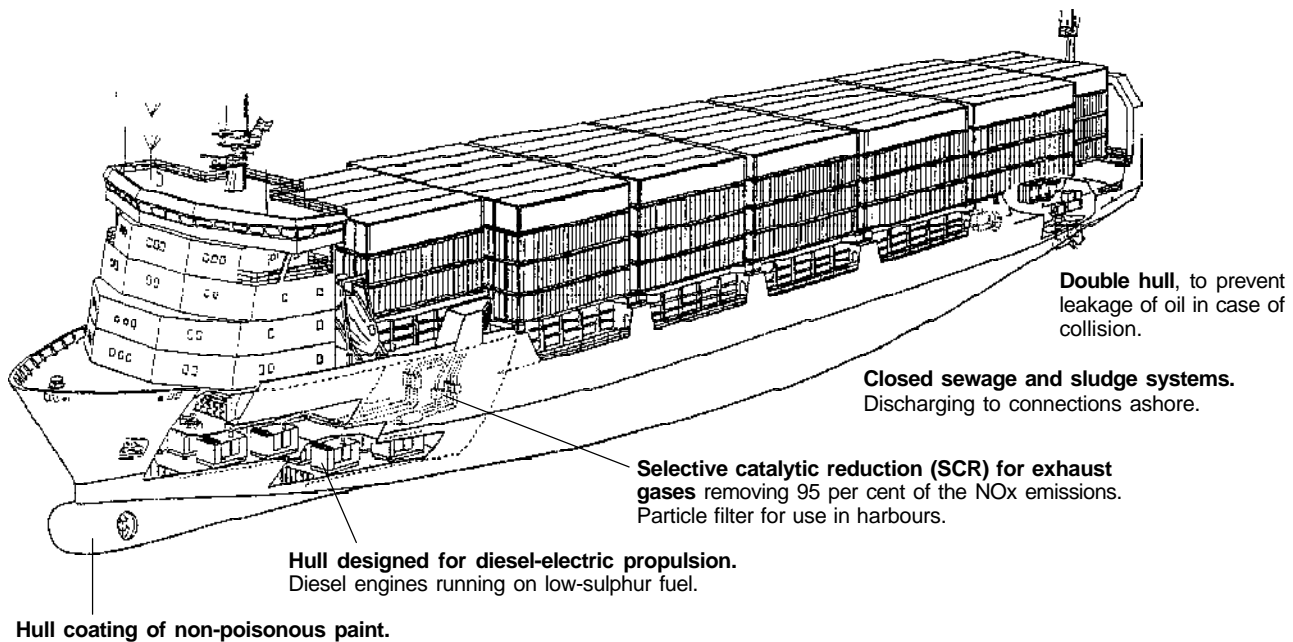 Double hull, to prevent
leakage of oil in case of
collision.
Closed sewage and sludge systems.
Discharging to connections ashore.
Selective catalytic reduction (SCR) for exhaust
gases removing 95 per cent of the NOx emissions.
Particle filter for use in harbours.
Hull designed for diesel-electric propulsion.
Diesel engines running on low-sulphur fuel.
Hull coating of non-poisonous paint.